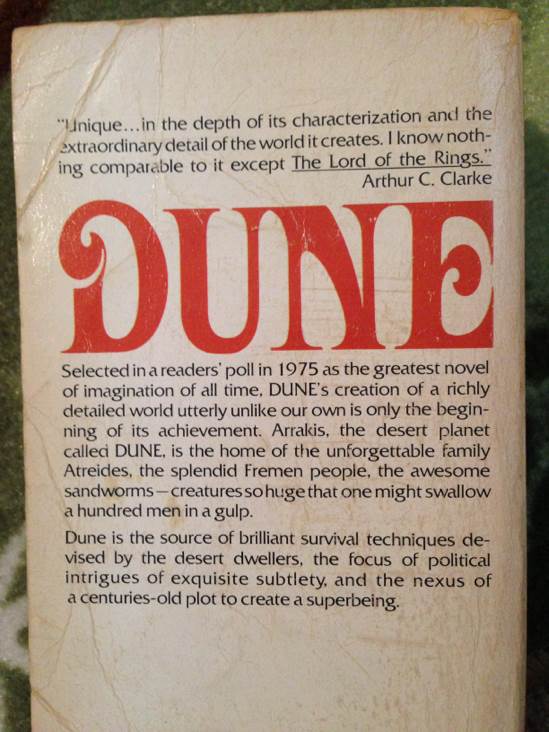 "Unique...in the depth of its characterization and the
extraordinary detail of the world it creates. I know noth-
ing comparable to it except The Lord of the Rings."
Arthur C. Clarke
DUNE
Selected in a readers' poll in 1975 as the greatest novel
of imagination of all time, DUNE's creation of a richly
detailed world utterly unlike our own is only the begin-
ning of its achievement. Arrakis, the desert planet
called DUNE, is the home of the unforgettable family
Atreides, the splendid Fremen people, the awesome
sandworms—creatures so huge that one might swallow
a hundred men in a gulp.
Dune is the source of brilliant survival techniques de-
vised by the desert dwellers, the focus of political
intrigues of exquisite subtlety, and the nexus of
a centuries-old plot to create a superbeing.